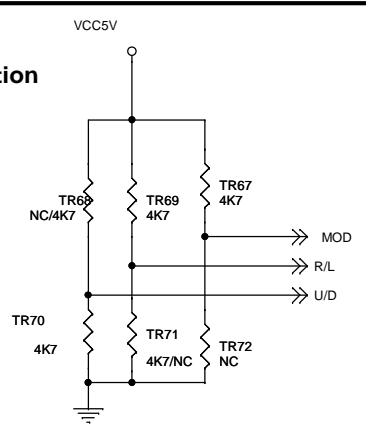 VCC5V
tion
TR68
NC/4K7
TR69
4K7
TR67
4K7
MOD
R/L
U/D
TR70
4K7
TR71
4K7/NC
TR72
NC